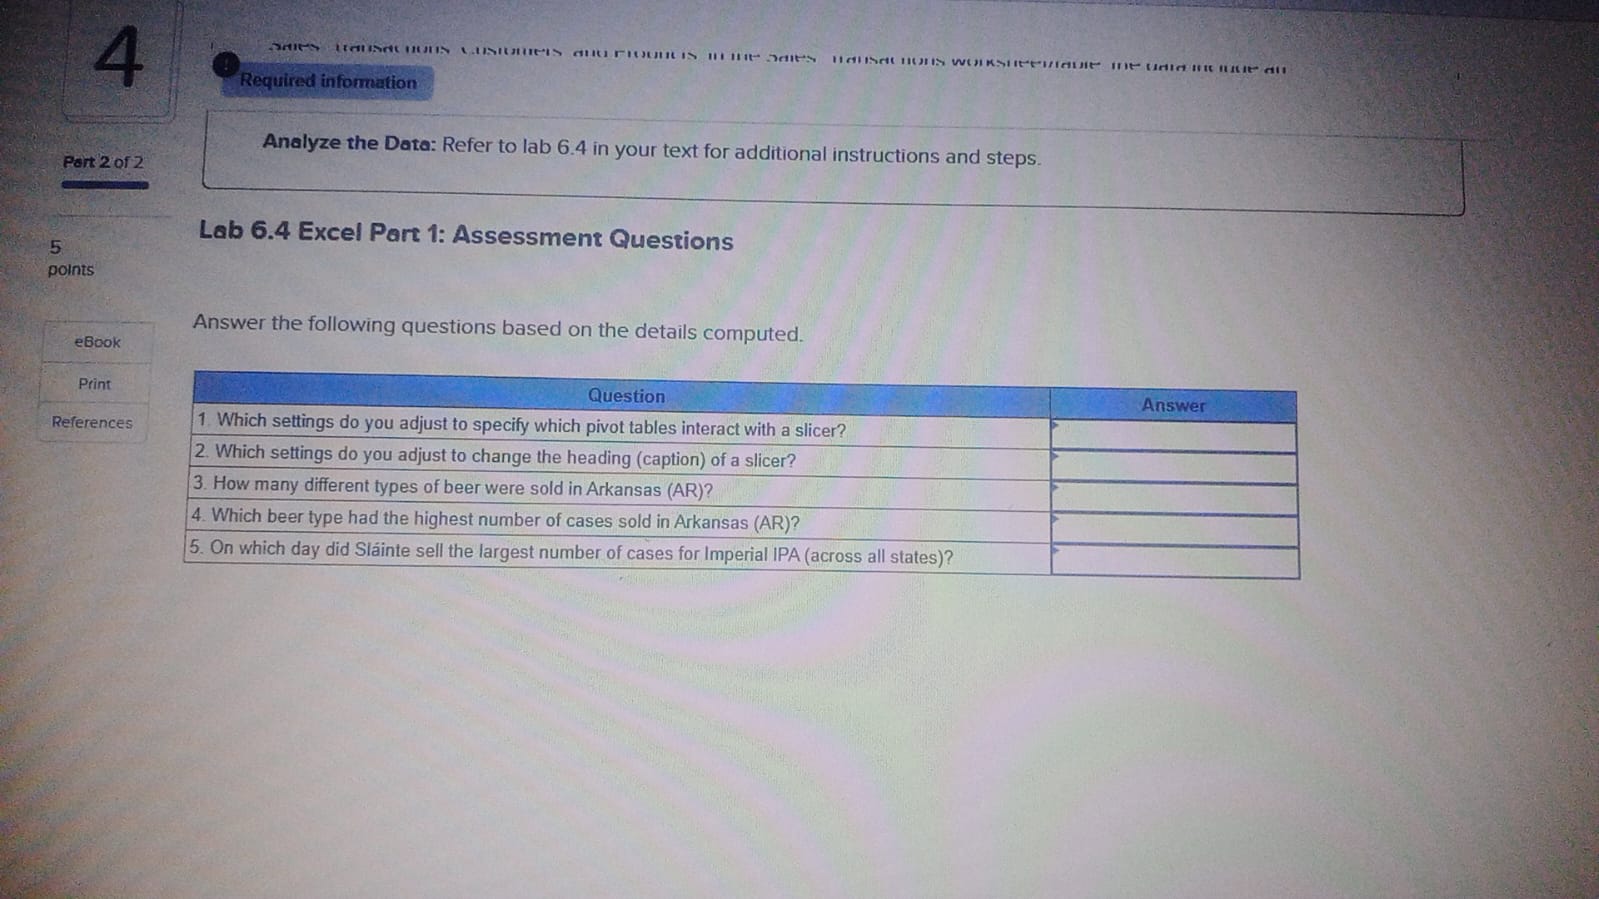 4
Required information
Analyze the Data: Refer to lab 6.4 in your text for additional instructions and steps.
Part 2 of 2
Lab 6.4 Excel Part 1: Assessment Questions
5
points
Answer the following questions based on the details computed.
eBook
Print
References
Question Answer
1. Which settings do you adjust to specify which pivot tables interact with a slicer?
2. Which settings do you adjust to change the heading (caption) of a slicer?
3. How many different types of beer were sold in Arkansas (AR)?
4. Which beer type had the highest number of cases sold in Arkansas (AR)?
5. On which day did Sláinte sell the largest number of cases for Imperial IPA (across all states)?